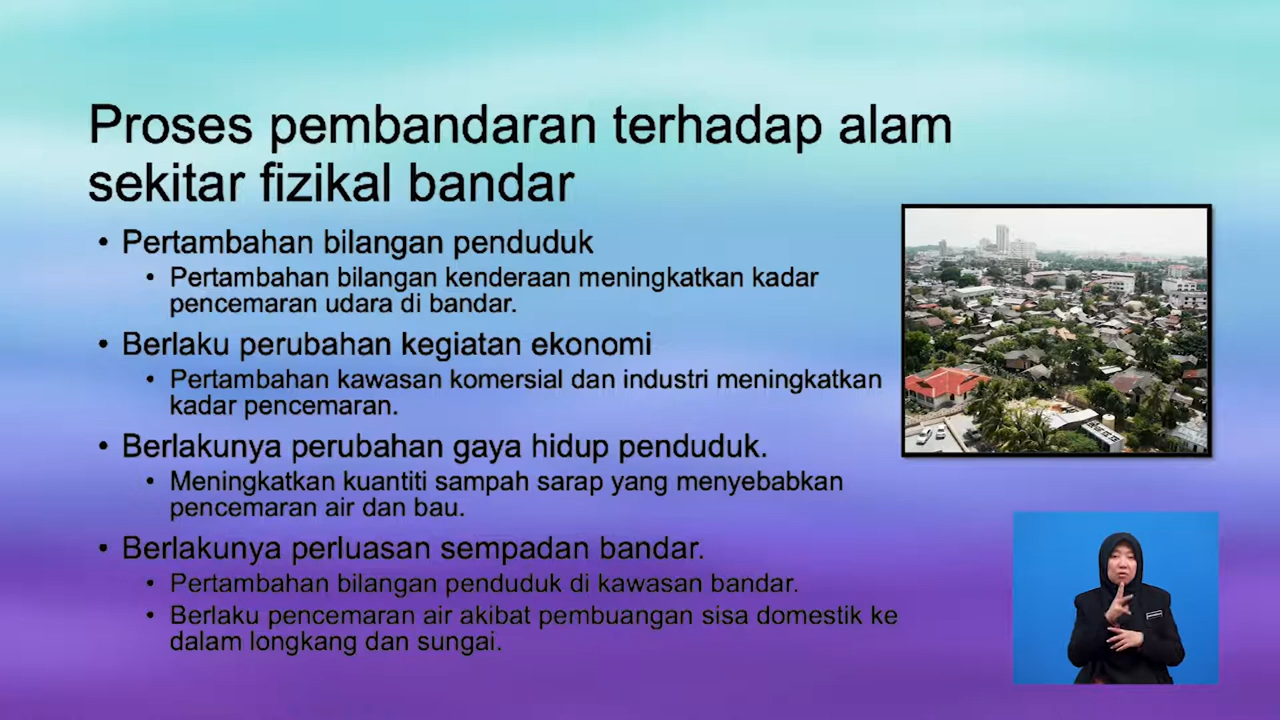 Proses pembandaran terhadap alam
sekitar fizikal bandar
• Pertambahan bilangan penduduk
• Pertambahan bilangan kenderaan meningkatkan kadar
pencemaran udara di bandar.
• Berlaku perubahan kegiatan ekonomi
• Pertambahan kawasan komersial dan industri meningkatkan
kadar pencemaran.
• Berlakunya perubahan gaya hidup penduduk.
• Meningkatkan kuantiti sampah sarap yang menyebabkan
pencemaran air dan bau.
• Berlakunya perluasan sempadan bandar.
• Pertambahan bilangan penduduk di kawasan bandar.
• Berlaku pencemaran air akibat pembuangan sisa domestik ke
dalam longkang dan sungai.